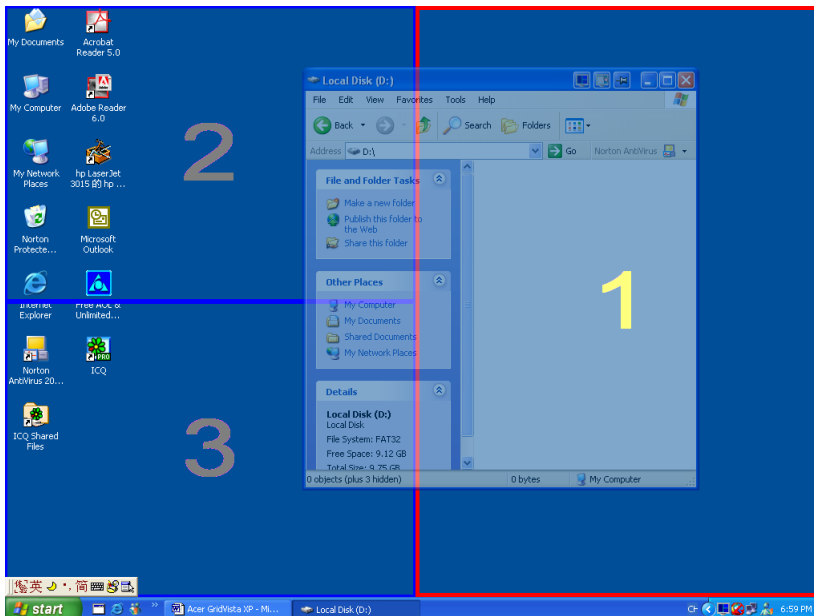 My Documents
Acrobat
Reader 5.0
My Computer
Adobe Reader
6.0
My Network
Places
hp LaserJet
3015 的 hp ...
Norton
Protecte...
Microsoft
Outlook
Internet
Explorer
Free AOL &
Unlimited...
Norton
AntiVirus 20...
ICQ
ICQ Shared
Files
2
3
1
Local Disk (D:)
File Edit View Favorites Tools Help
Back Search Folders
Address D:\ Go Norton AntiVirus
File and Folder Tasks
Make a new folder
Publish this folder to
the Web
Share this folder
Other Places
My Computer
My Documents
Shared Documents
My Network Places
Details
Local Disk (D:)
Local Disk
File System: FAT32
Free Space: 9.12 GB
Total Size: 9.75 GB
0 objects (plus 3 hidden) 0 bytes My Computer
英 简
start Acer GridVista XP - Mi... Local Disk (D:) CH 6:59 PM